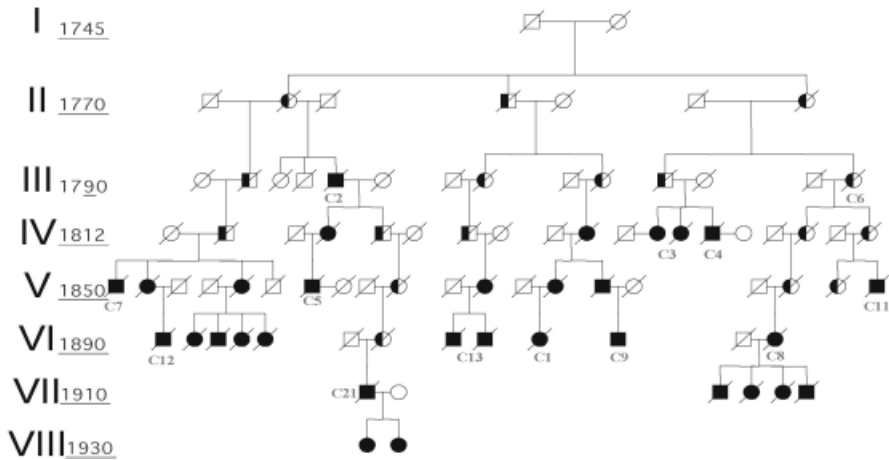 I 1745
II 1770
III 1790
C2 C6
IV 1812
C3 C4
V 1850
C7 C5 C11
VI 1890
C12 C13 C1 C9 C8
VII 1910 C21
VIII 1930